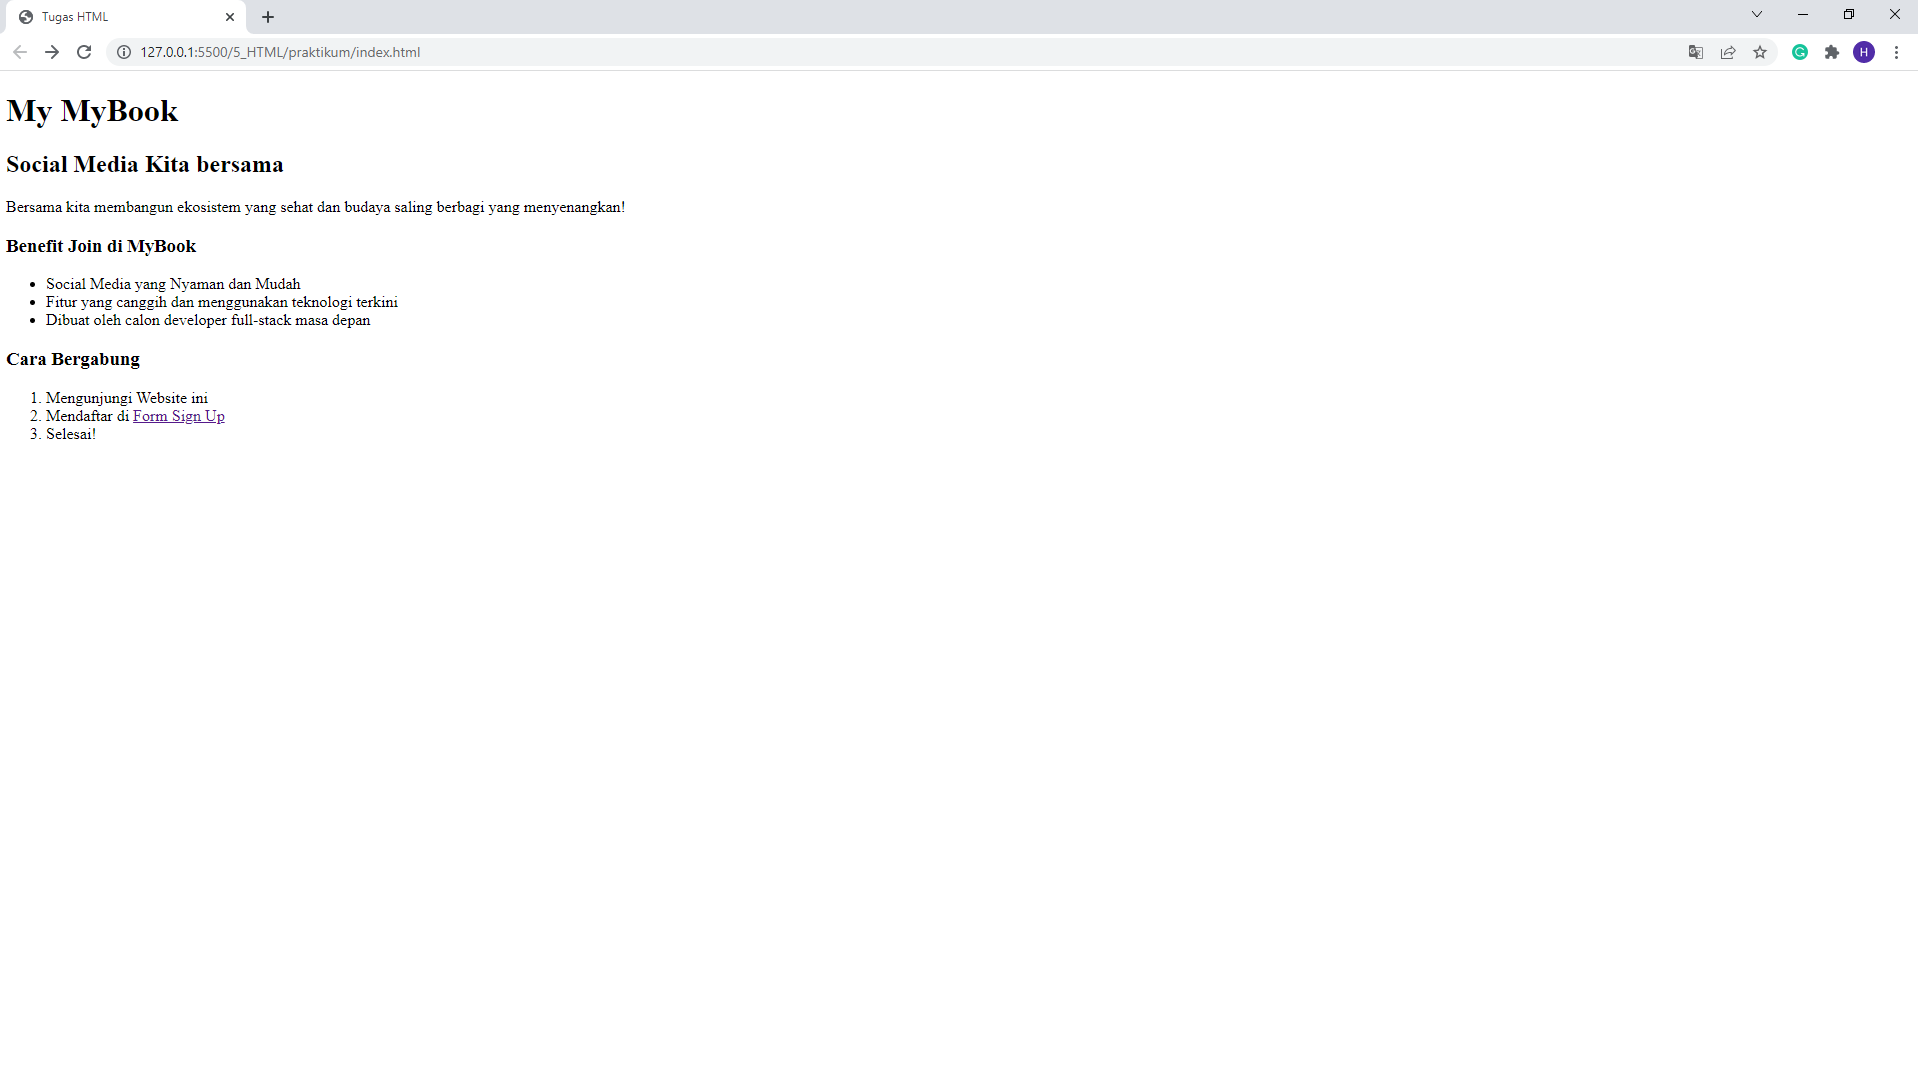 Tugas HTML
127.0.0.1:5500/5_HTML/praktikum/index.html
H
My MyBook
Social Media Kita bersama
Bersama kita membangun ekosistem yang sehat dan budaya saling berbagi yang menyenangkan!
Benefit Join di MyBook
• Social Media yang Nyaman dan Mudah
• Fitur yang canggih dan menggunakan teknologi terkini
• Dibuat oleh calon developer full-stack masa depan
Cara Bergabung
1. Mengunjungi Website ini
2. Mendaftar di Form Sign Up
3. Selesai!